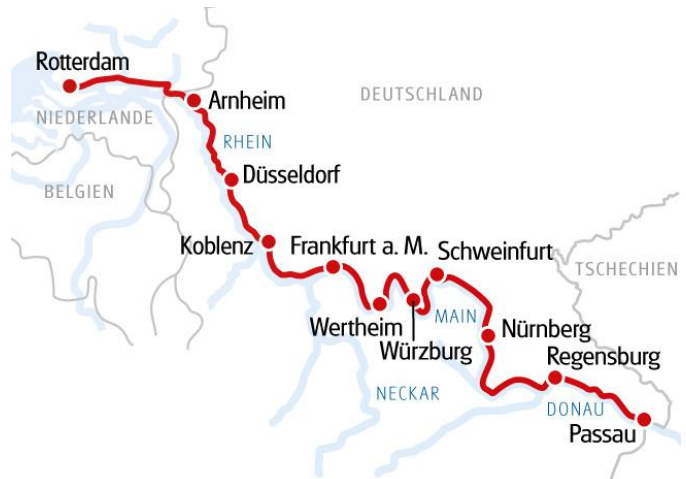 Rotterdam
Arnheim
DEUTSCHLAND
NIEDERLANDE
RHEIN
Düsseldorf
BELGIEN
Koblenz
Frankfurt a. M.
Schweinfurt
TSCHECHIEN
Wertheim
MAIN
Würzburg
Nürnberg
Regensburg
NECKAR
DONAU
Passau